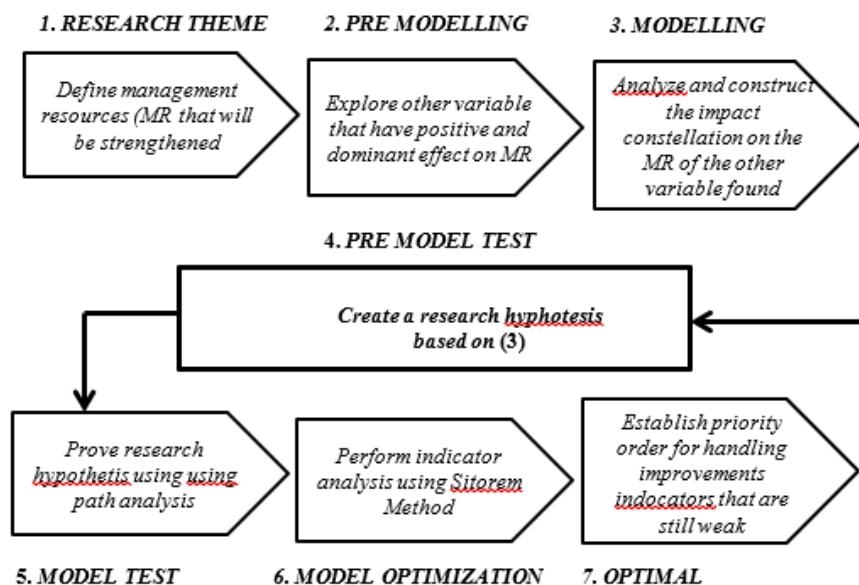 1. RESEARCH THEME
2. PRE MODELLING
3. MODELLING
Define management
resources (MR that will
be strengthened
Explore other variable
that have positive and
dominant effect on MR
Analyze and construct
the impact
constellation on the
MR of the other
variable found
4. PRE MODEL TEST
Create a research hyphotesis
based on (3)
Prove research
hypothetis using using
path analysis
Perform indicator
analysis using Sitorem
Method
Establish priority
order for handling
improvements
indocators that are
still weak
5. MODEL TEST
6. MODEL OPTIMIZATION
7. OPTIMAL